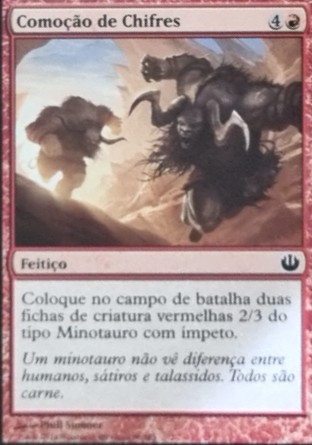 Comoção de Chifres 4
Feitiço
Coloque no campo de batalha duas
fichas de criatura vermelhas 2/3 do
tipo Minotauro com ímpeto.
Um minotauro não vê diferença entre
humanos, sátiros e talassidos. Todos são
carne.